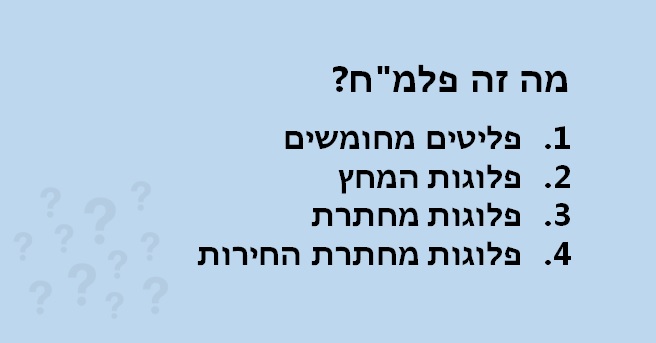 מה זה פלמ"ח?
1. פליטים מחומשים
2. פלוגות המחץ
3. פלוגות מחתרת
4. פלוגות מחתרת החירות